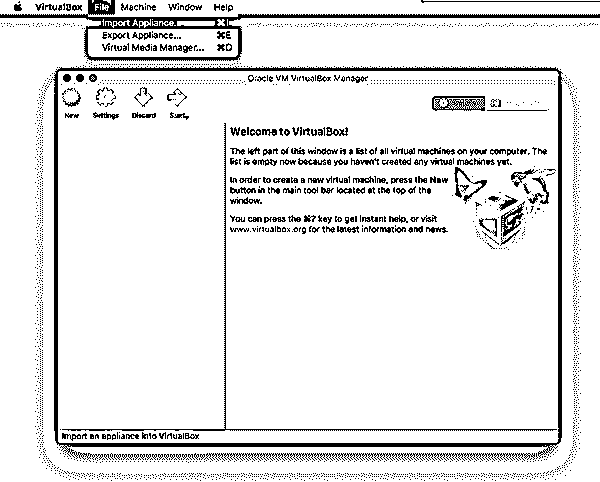 VirtualBox File Machine Window Help
Import Appliance... ⌘I
Export Appliance... ⌘E
Virtual Media Manager... ⌘D
Oracle VM VirtualBox Manager
New Settings Discard Start
Welcome to VirtualBox!
The left part of this window is a list of all virtual machines on your computer. The
list is empty now because you haven't created any virtual machines yet.
In order to create a new virtual machine, press the New
button in the main tool bar located at the top of the
window.
You can press the ⌘? key to get instant help, or visit
www.virtualbox.org for the latest information and news.
Import an appliance into VirtualBox